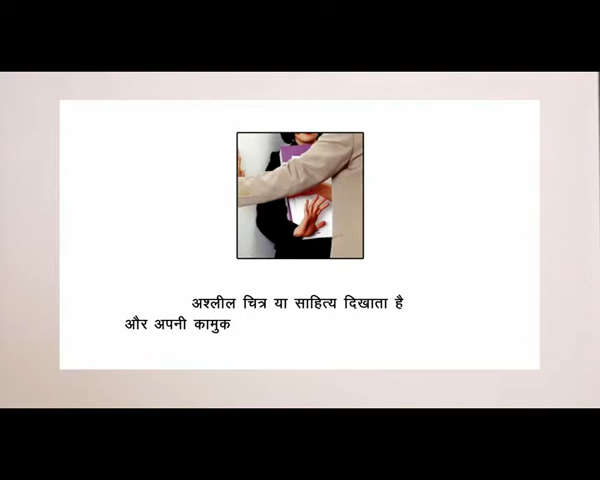 अश्लील चित्र या साहित्य दिखाता है
और अपनी कामुक